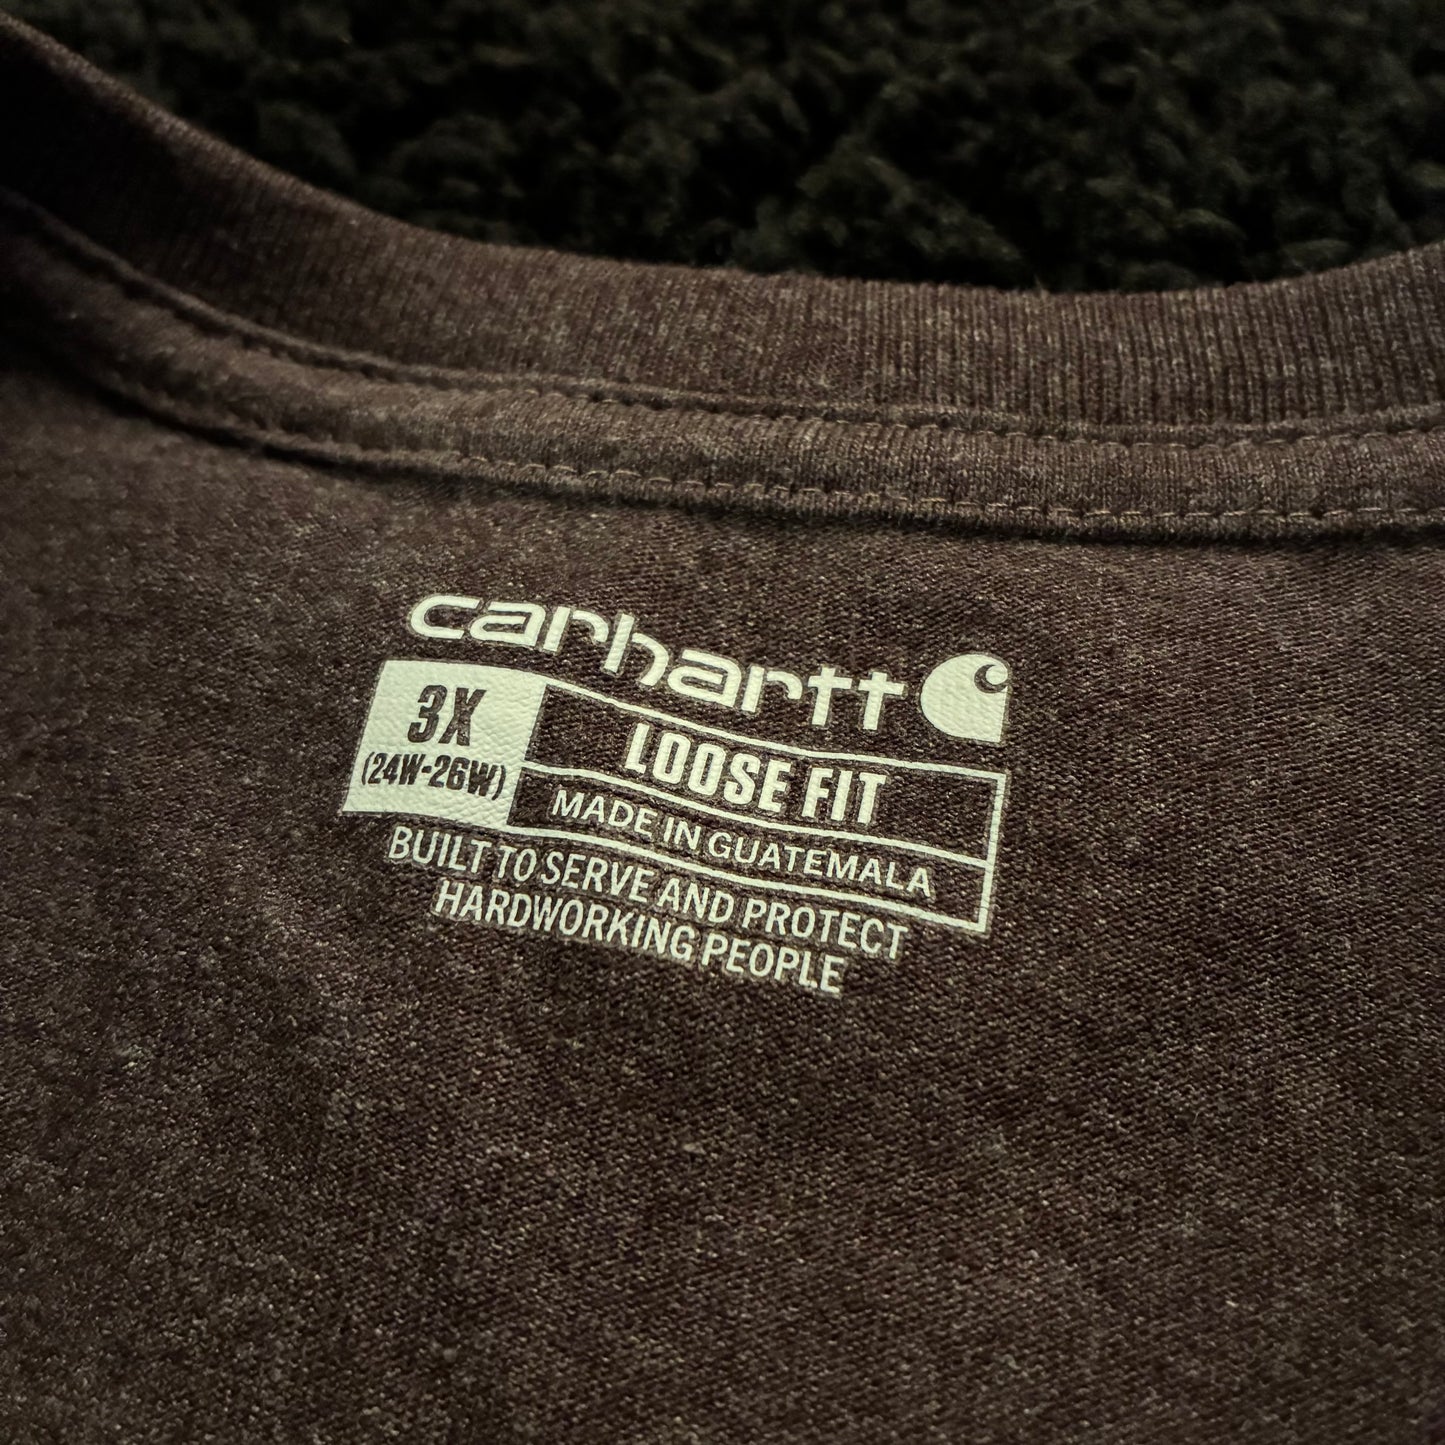 carhartt
3X
(24W-26W)
LOOSE FIT
MADE IN GUATEMALA
BUILT TO SERVE AND PROTECT
HARDWORKING PEOPLE